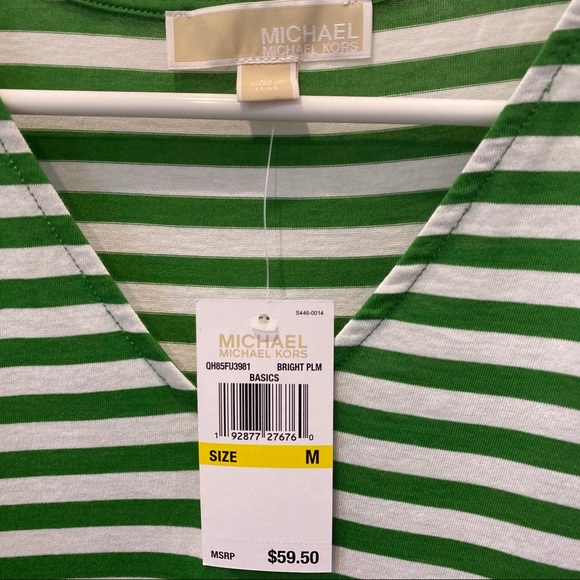 MICHAEL
MICHAEL KORS
S446-0014
MICHAEL
MICHAEL KORS
QH85FU3981 BRIGHT PLM
BASICS
1 92877 27676 0
SIZE M
MSRP $59.50